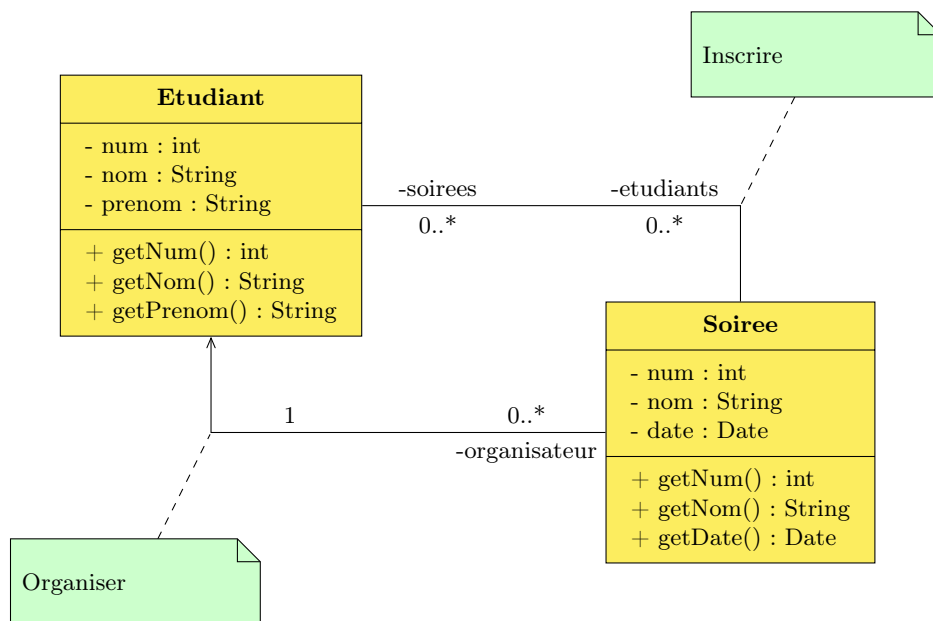 Inscrire
Etudiant
- num : int
- nom : String
- prenom : String
+ getNum() : int
+ getNom() : String
+ getPrenom() : String
-soirees
-etudiants
0..*
0..*
Soiree
- num : int
- nom : String
- date : Date
+ getNum() : int
+ getNom() : String
+ getDate() : Date
1
0..*
-organisateur
Organiser